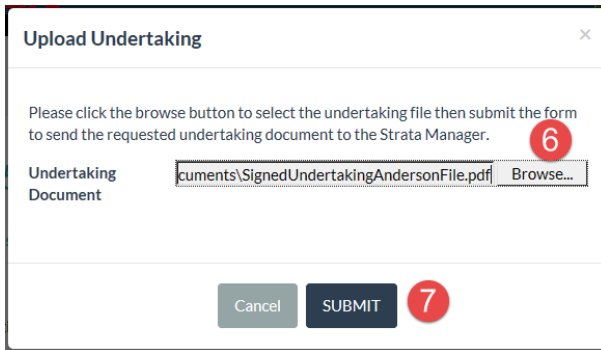 Upload Undertaking
×
Please click the browse button to select the undertaking file then submit the form
to send the requested undertaking document to the Strata Manager.
6
Undertaking
Document
cuments\SignedUndertakingAndersonFile.pdf
Browse...
Cancel
SUBMIT
7